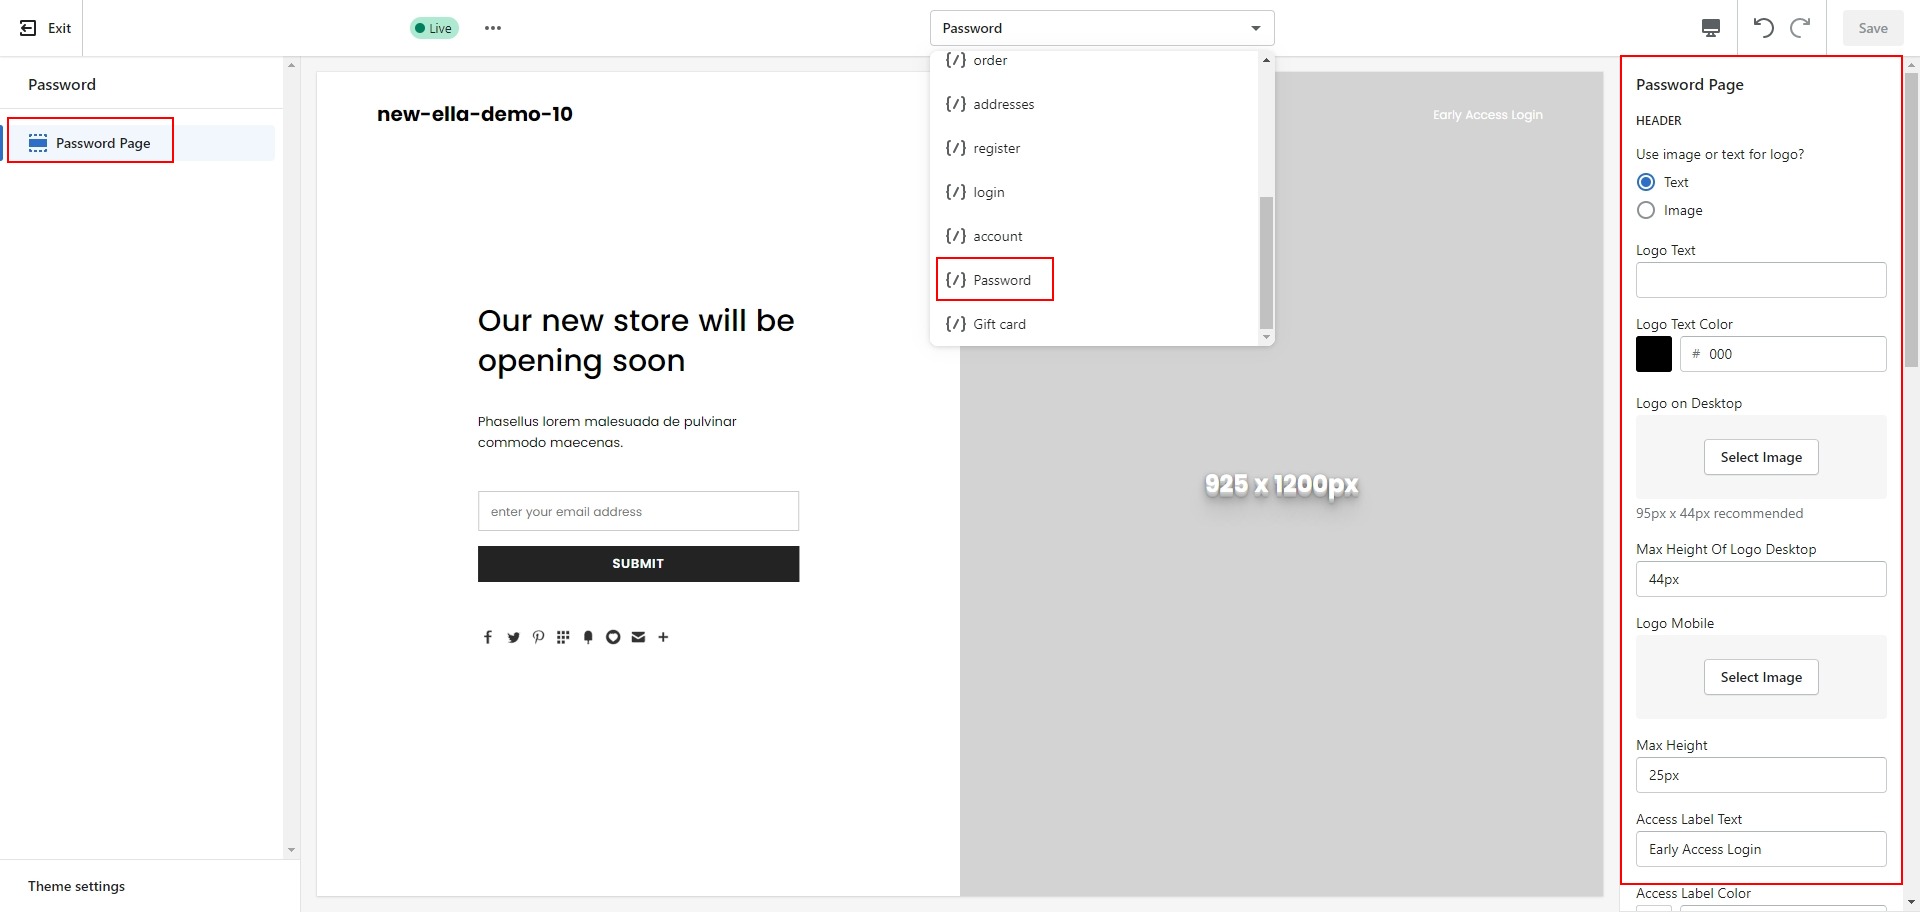 Exit
Live
Password
Save
Password
Password Page
Theme settings
new-ella-demo-10
Early Access Login
Our new store will be
opening soon
Phasellus lorem malesuada de pulvinar
commodo maecenas.
enter your email address
SUBMIT
925 x 1200px
{/} order
{/} addresses
{/} register
{/} login
{/} account
{/} Password
{/} Gift card
Password Page
HEADER
Use image or text for logo?
Text
Image
Logo Text
Logo Text Color
# 000
Logo on Desktop
Select Image
95px x 44px recommended
Max Height Of Logo Desktop
44px
Logo Mobile
Select Image
Max Height
25px
Access Label Text
Early Access Login
Access Label Color